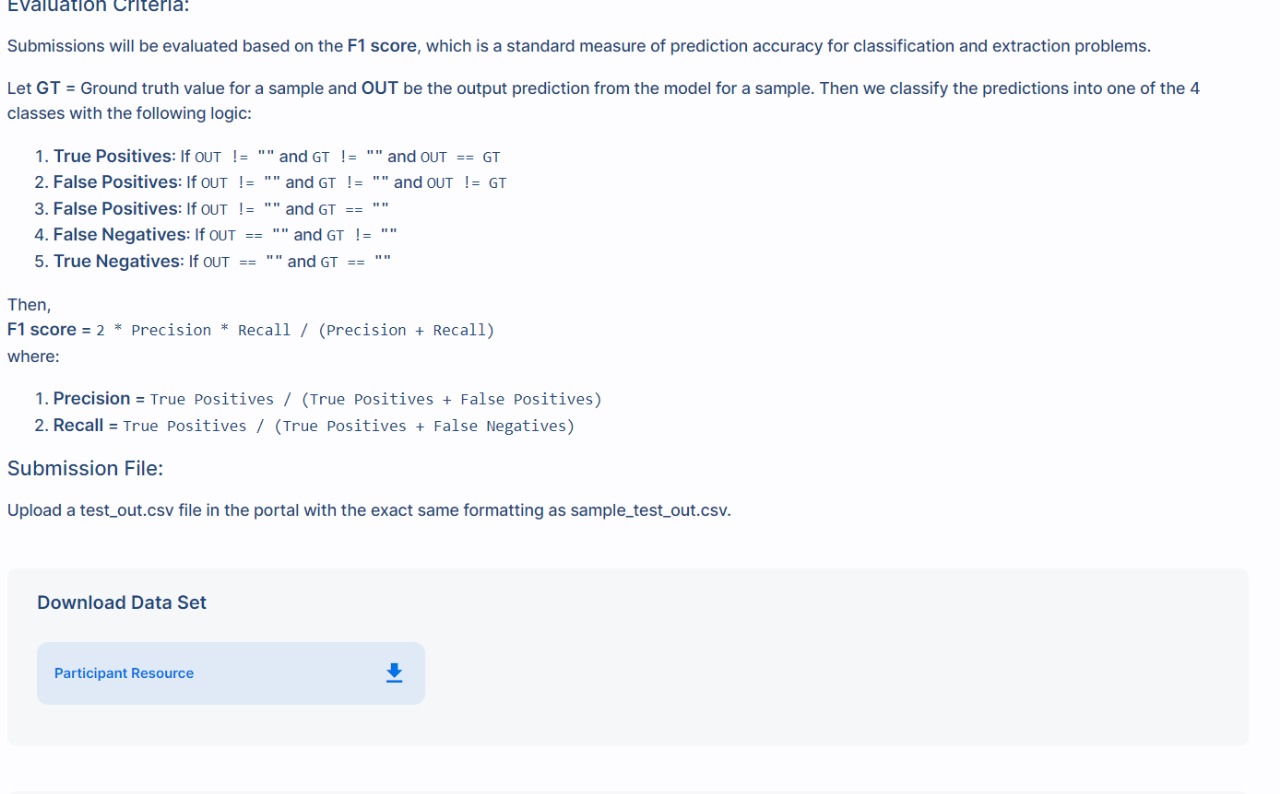 Evaluation Criteria:
Submissions will be evaluated based on the F1 score, which is a standard measure of prediction accuracy for classification and extraction problems.
Let GT = Ground truth value for a sample and OUT be the output prediction from the model for a sample. Then we classify the predictions into one of the 4
classes with the following logic:
1. True Positives: If OUT != "" and GT != "" and OUT == GT
2. False Positives: If OUT != "" and GT != "" and OUT != GT
3. False Positives: If OUT != "" and GT == ""
4. False Negatives: If OUT == "" and GT != ""
5. True Negatives: If OUT == "" and GT == ""
Then,
F1 score = 2 * Precision * Recall / (Precision + Recall)
where:
1. Precision = True Positives / (True Positives + False Positives)
2. Recall = True Positives / (True Positives + False Negatives)
Submission File:
Upload a test_out.csv file in the portal with the exact same formatting as sample_test_out.csv.
Download Data Set
Participant Resource